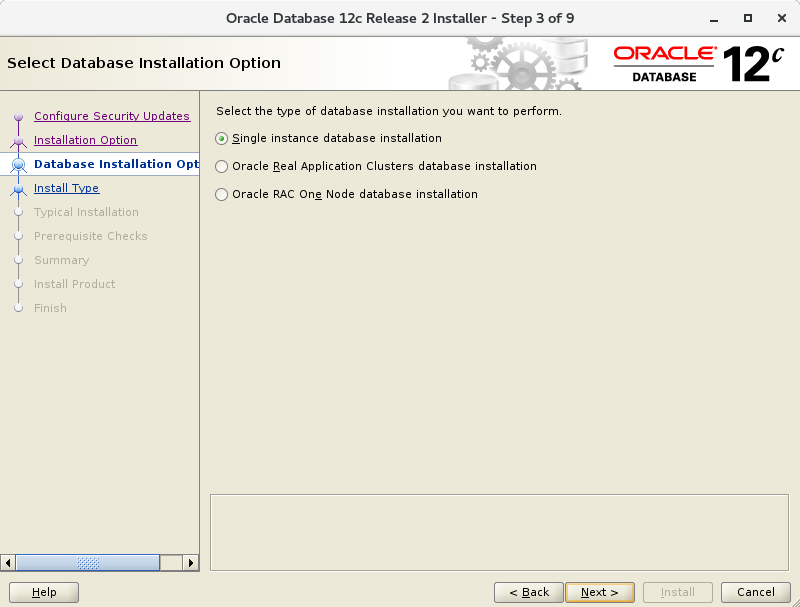 Oracle Database 12c Release 2 Installer - Step 3 of 9
Select Database Installation Option
ORACLE
DATABASE
12c
Configure Security Updates
Installation Option
Database Installation Opt
Install Type
Typical Installation
Prerequisite Checks
Summary
Install Product
Finish
Select the type of database installation you want to perform.
Single instance database installation
Oracle Real Application Clusters database installation
Oracle RAC One Node database installation
Help
< Back
Next >
Install
Cancel